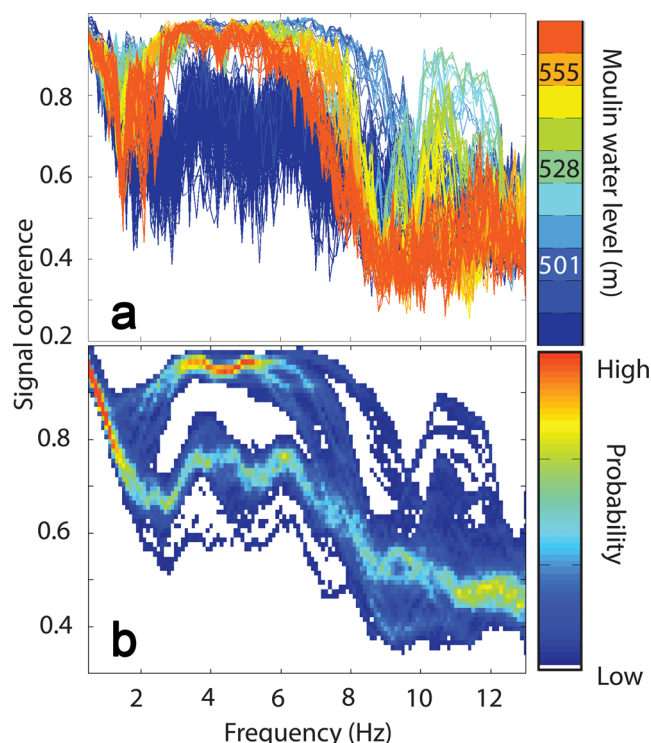 a
0.8
0.6
0.4
0.2
Signal coherence
555
528
501
Moulin water level (m)
b
0.8
0.6
0.4
2
4
6
8
10
12
Frequency (Hz)
High
Low
Probability